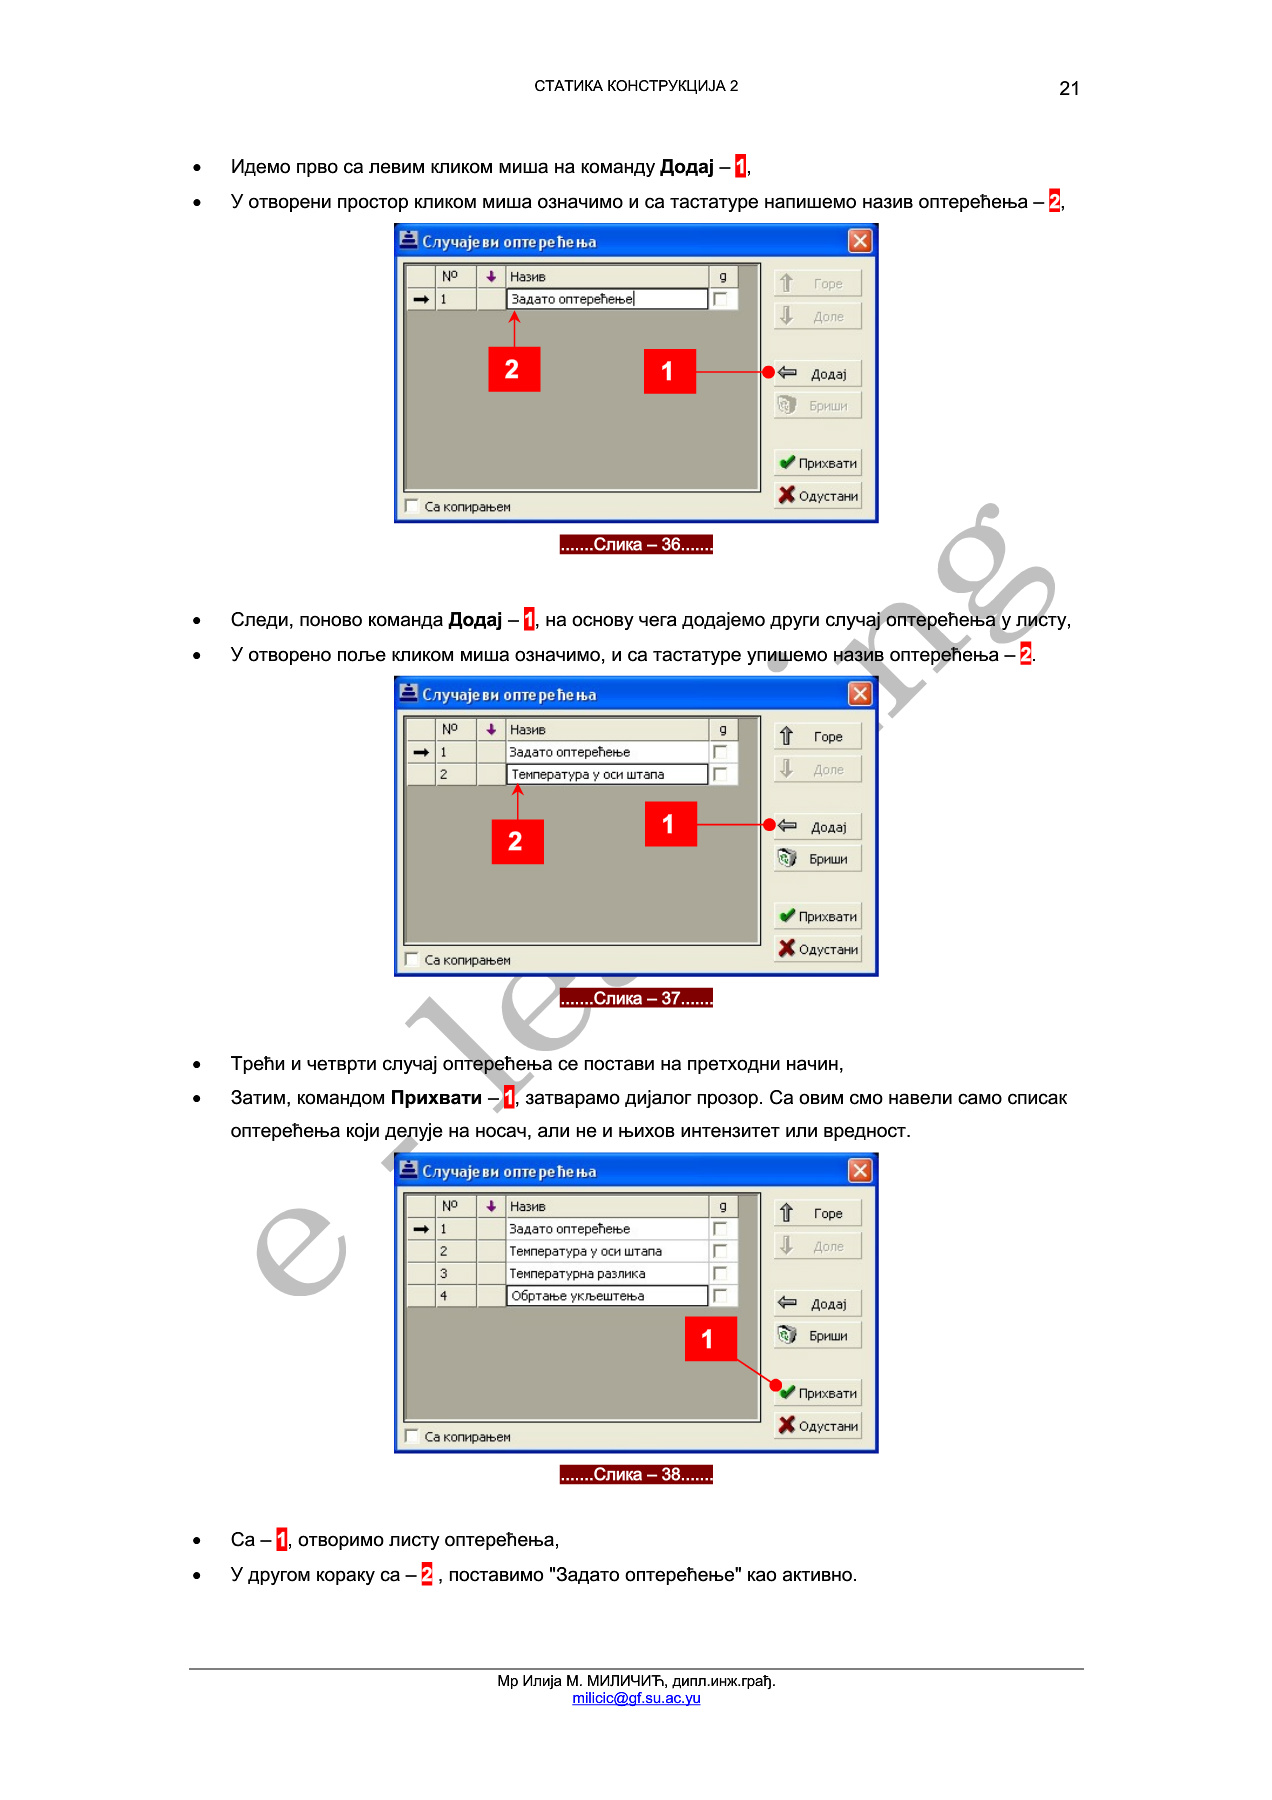 СТАТИКА КОНСТРУКЦИЈА 2
21
• Идемо прво са левим кликом миша на команду Додај – 1,
• У отворени простор кликом миша означимо и са тастатуре напишемо назив оптерећења – 2,
Случајеви оптерећења
Nº Назив g
1 Задато оптерећење
Горе
Доле
2
1
Додај
Бриши
Прихвати
Одустани
Са копирањем
.......Слика – 36.......
• Следи, поново команда Додај – 1, на основу чега додајемо други случај оптерећења у листу,
• У отворено поље кликом миша означимо, и са тастатуре упишемо назив оптерећења – 2.
Случајеви оптерећења
Nº Назив g
1 Задато оптерећење
2 Температура у оси штапа
Горе
Доле
2
1
Додај
Бриши
Прихвати
Одустани
Са копирањем
.......Слика – 37.......
• Трећи и четврти случај оптерећења се постави на претходни начин,
• Затим, командом Прихвати – 1, затварамо дијалог прозор. Са овим смо навели само списак
оптерећења који делује на носач, али не и њихов интензитет или вредност.
Случајеви оптерећења
Nº Назив g
1 Задато оптерећење
2 Температура у оси штапа
3 Температурна разлика
4 Обртање укљештења
Горе
Доле
Додај
Бриши
1
Прихвати
Одустани
Са копирањем
.......Слика – 38.......
• Са – 1, отворимо листу оптерећења,
• У другом кораку са – 2 , поставимо "Задато оптерећење" као активно.
Мр Илија М. МИЛИЧИЋ, дипл.инж.грађ.
milicic@gf.su.ac.yu